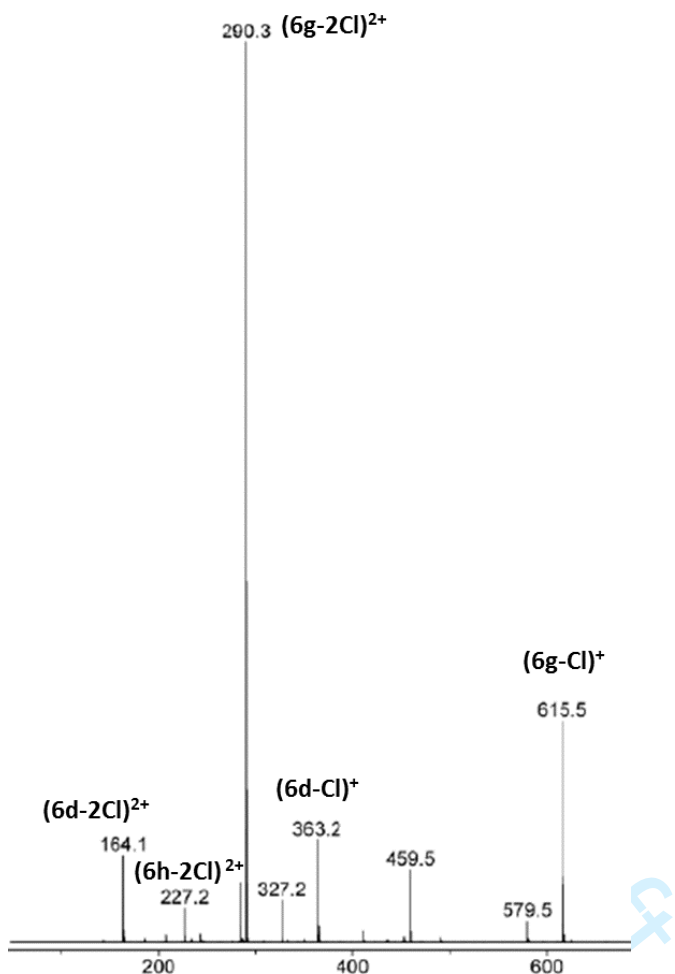 290.3 (6g-2Cl)2+
(6g-Cl)+
615.5
(6d-Cl)+
363.2
(6d-2Cl)2+
164.1
(6h-2Cl) 2+
227.2
327.2
459.5
579.5
200 400 600